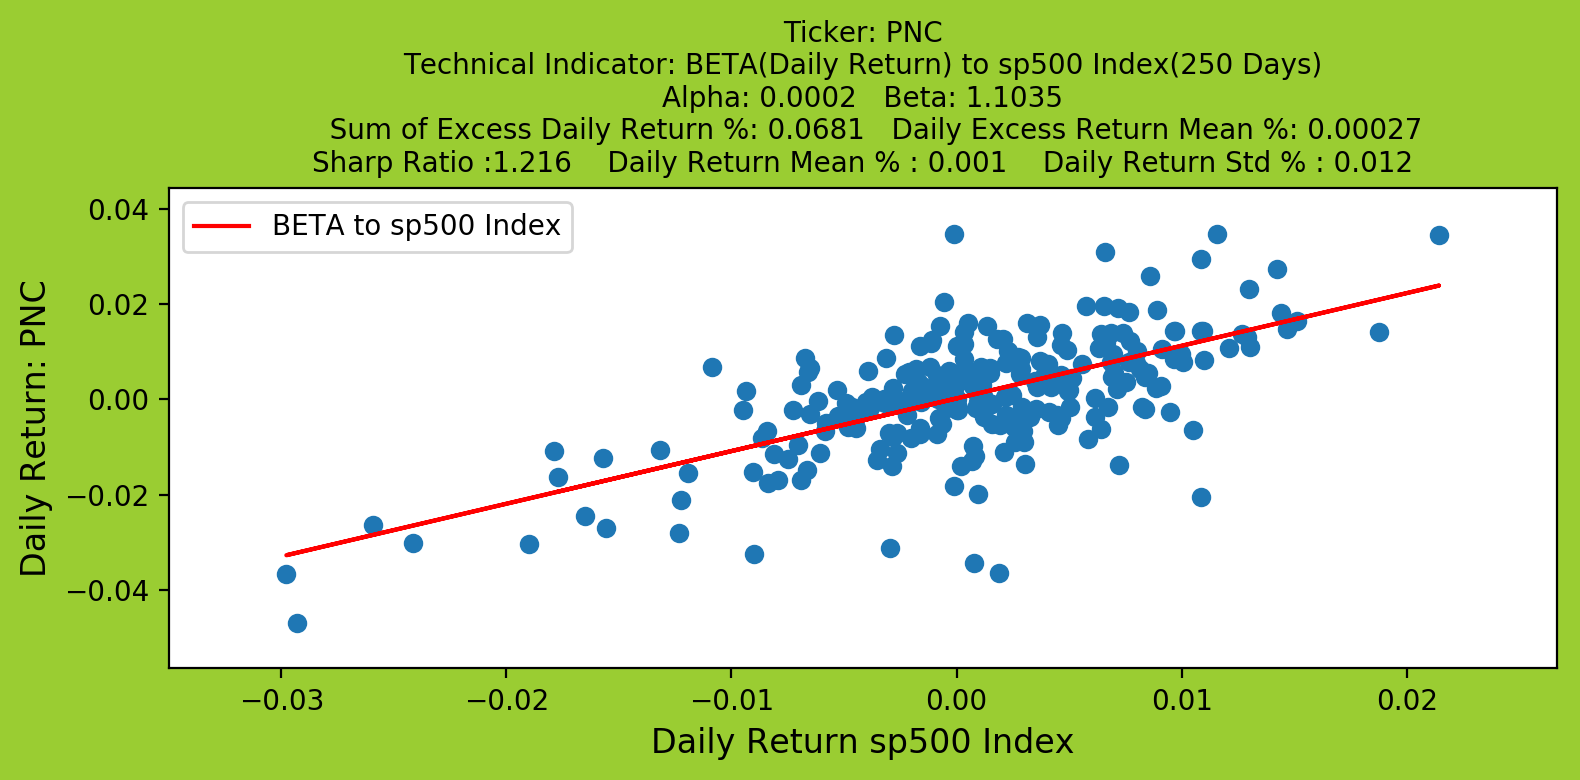 Ticker: PNC
Technical Indicator: BETA(Daily Return) to sp500 Index(250 Days)
Alpha: 0.0002   Beta: 1.1035
Sum of Excess Daily Return %: 0.0681   Daily Excess Return Mean %: 0.00027
Sharp Ratio :1.216    Daily Return Mean % : 0.001    Daily Return Std % : 0.012
BETA to sp500 Index
Daily Return: PNC
0.04
0.02
0.00
−0.02
−0.04
−0.03 −0.02 −0.01 0.00 0.01 0.02
Daily Return sp500 Index